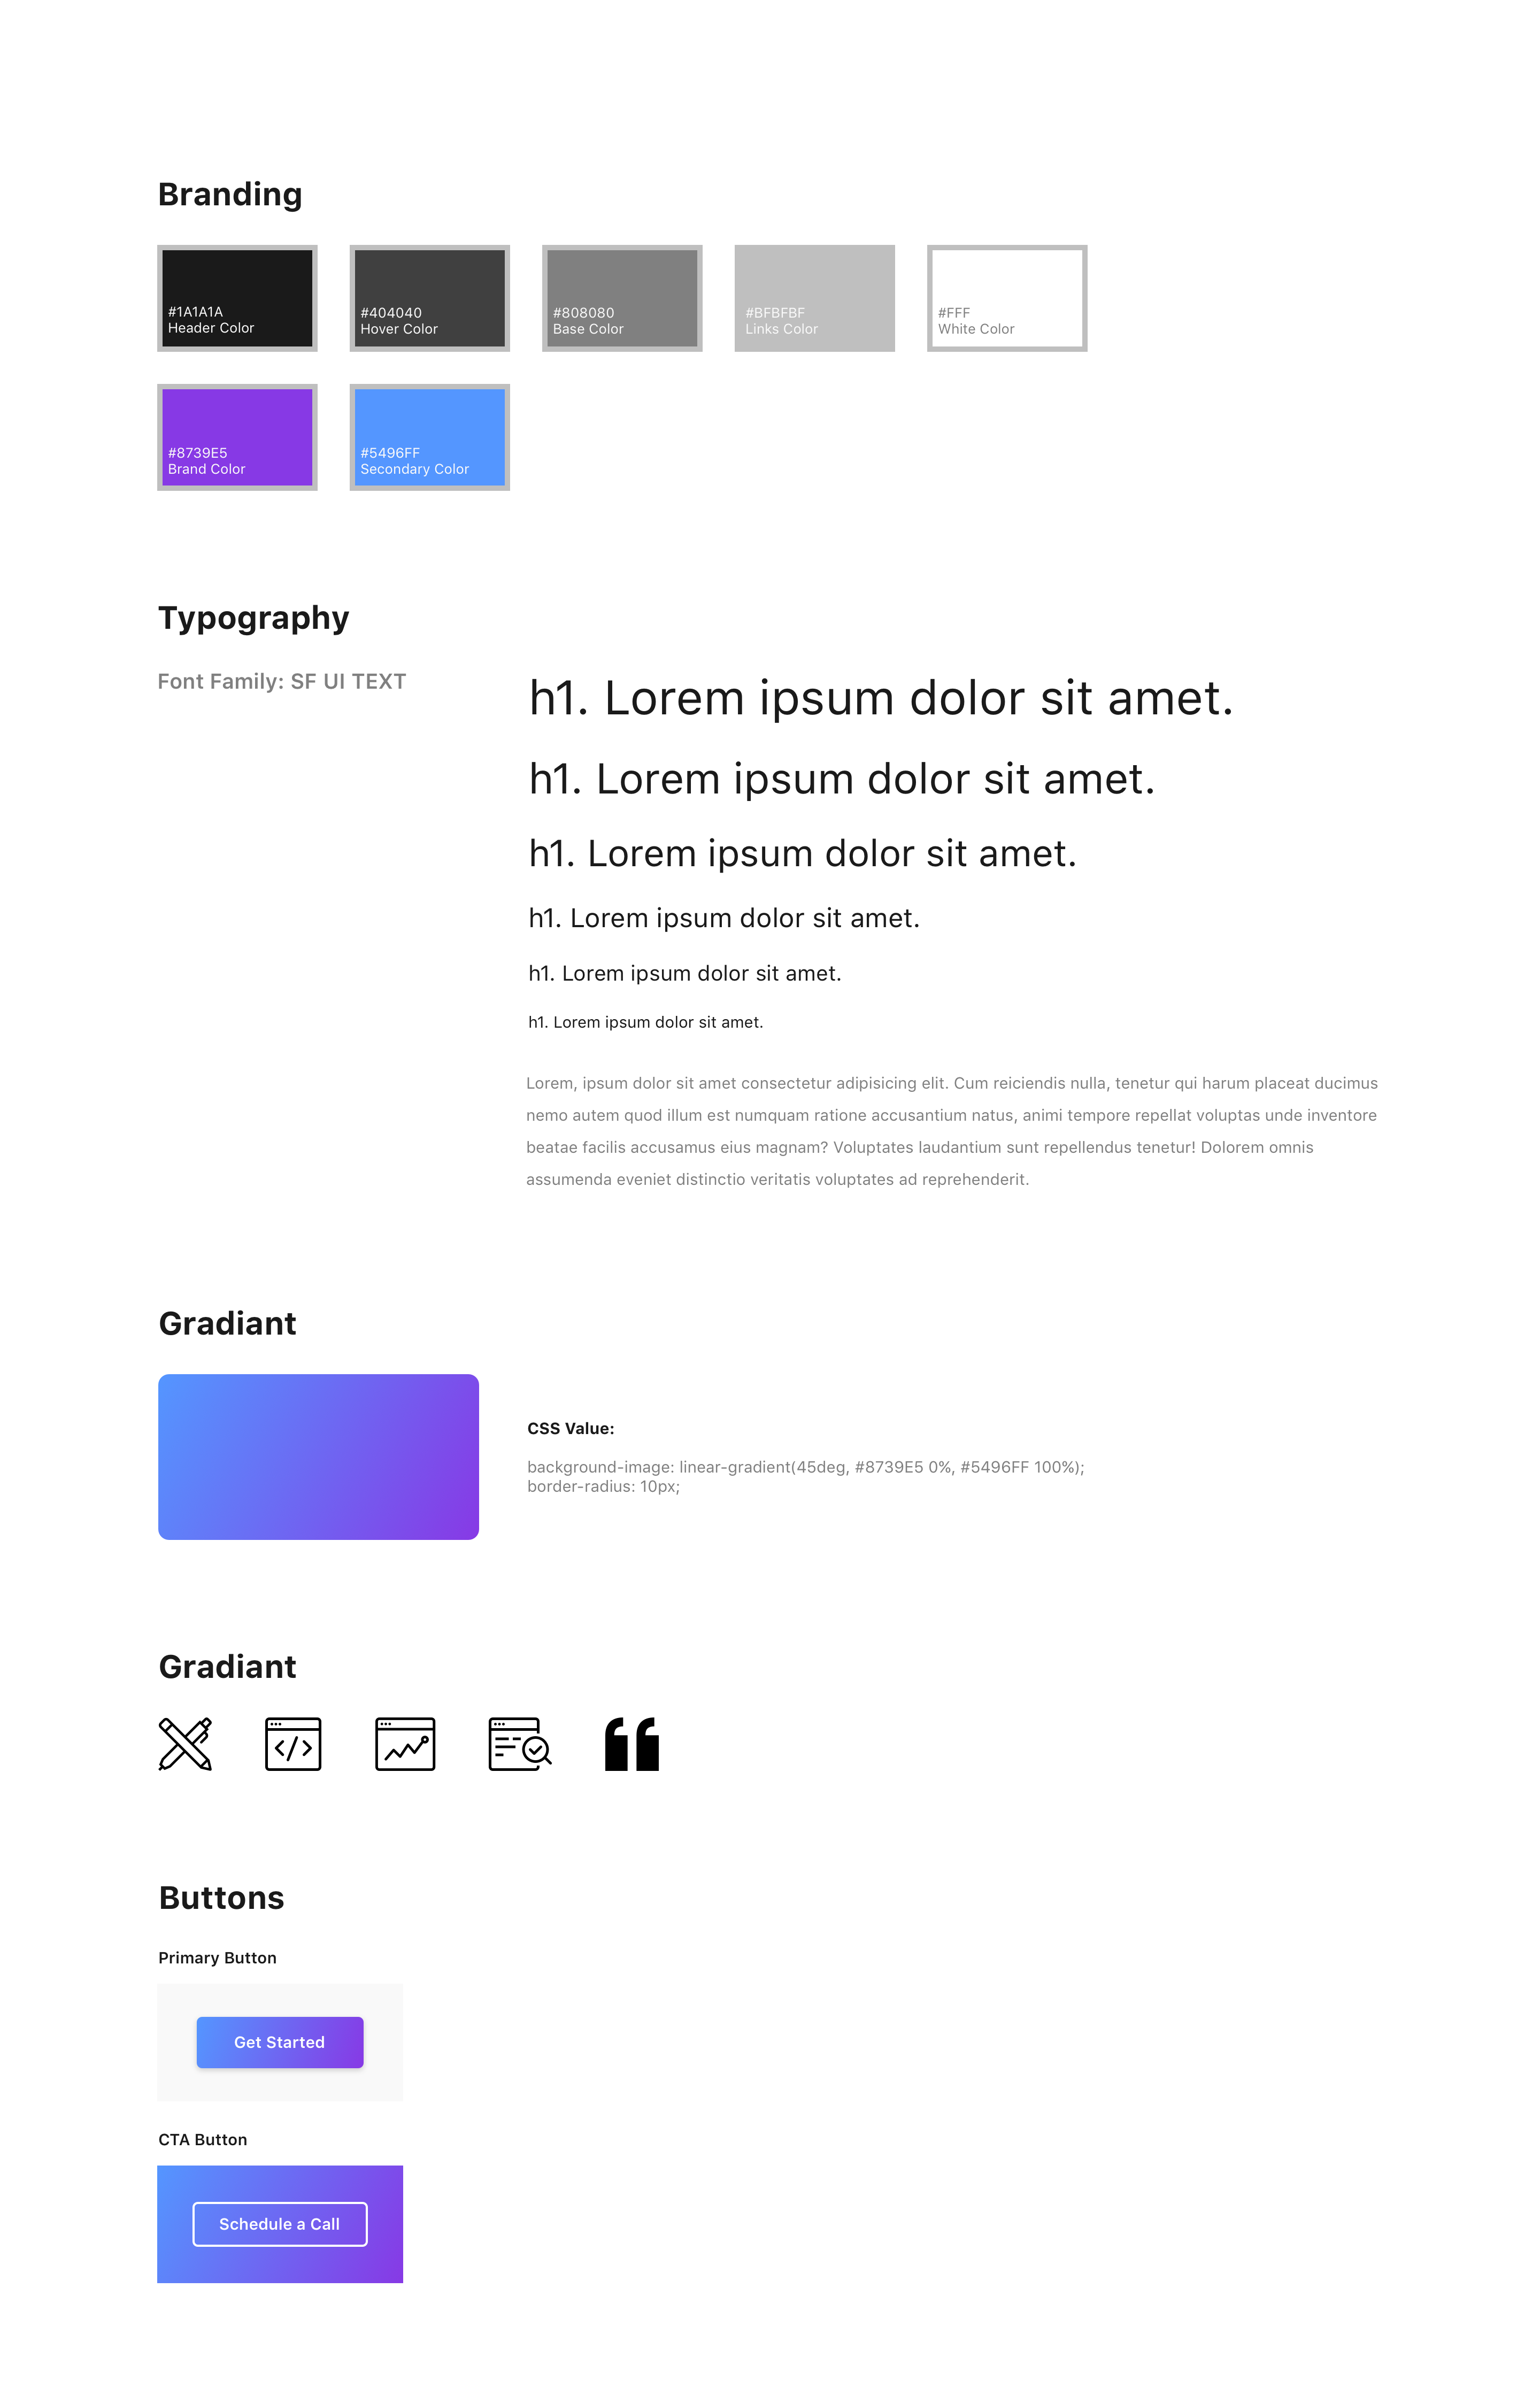 Branding
#1A1A1A
Header Color
#404040
Hover Color
#808080
Base Color
#BFBFBF
Links Color
#FFF
White Color
#8739E5
Brand Color
#5496FF
Secondary Color
Typography
Font Family: SF UI TEXT
h1. Lorem ipsum dolor sit amet.
h1. Lorem ipsum dolor sit amet.
h1. Lorem ipsum dolor sit amet.
h1. Lorem ipsum dolor sit amet.
h1. Lorem ipsum dolor sit amet.
h1. Lorem ipsum dolor sit amet.
Lorem, ipsum dolor sit amet consectetur adipisicing elit. Cum reiciendis nulla, tenetur qui harum placeat ducimus
nemo autem quod illum est numquam ratione accusantium natus, animi tempore repellat voluptas unde inventore
beatae facilis accusamus eius magnam? Voluptates laudantium sunt repellendus tenetur! Dolorem omnis
assumenda eveniet distinctio veritatis voluptates ad reprehenderit.
Gradiant
CSS Value:
background-image: linear-gradient(45deg, #8739E5 0%, #5496FF 100%);
border-radius: 10px;
Gradiant
Buttons
Primary Button
Get Started
CTA Button
Schedule a Call